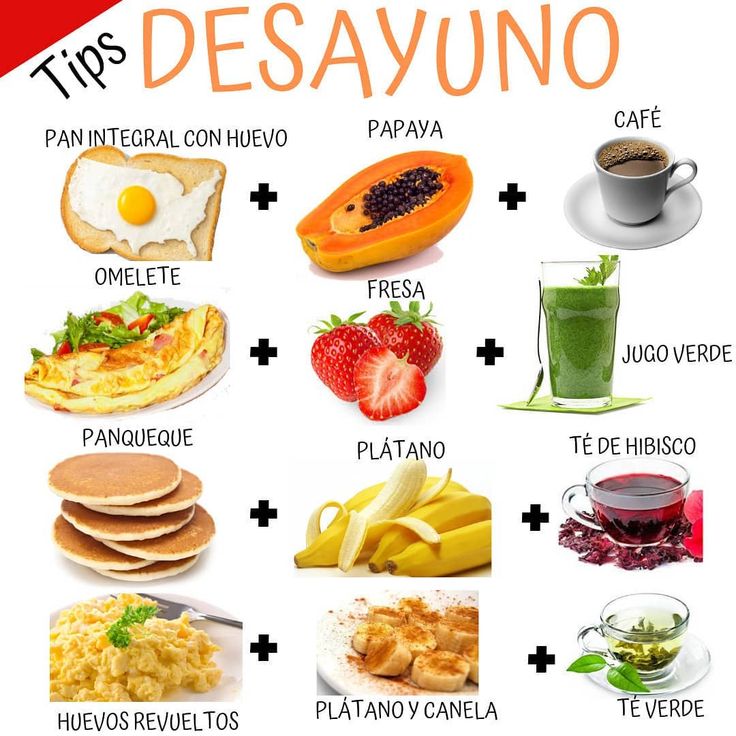 Tips DESAYUNO
PAN INTEGRAL CON HUEVO
PAPAYA
CAFÉ
OMELETE
FRESA
JUGO VERDE
PANQUEQUE
PLÁTANO
TÉ DE HIBISCO
HUEVOS REVUELTOS
PLÁTANO Y CANELA
TÉ VERDE